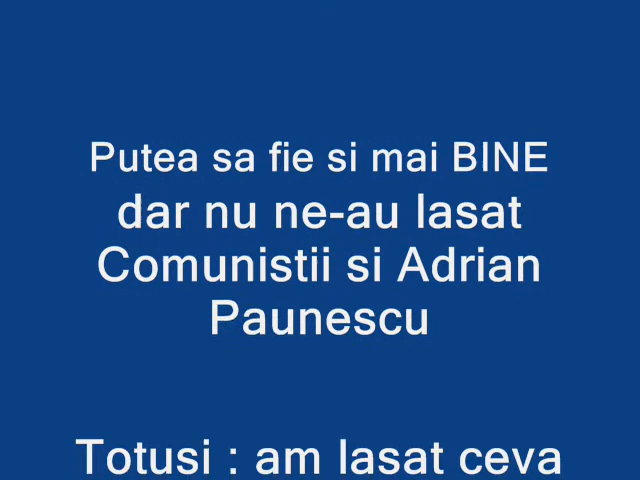 Putea sa fie si mai BINE
dar nu ne-au lasat
Comunistii si Adrian
Paunescu
Totusi : am lasat ceva